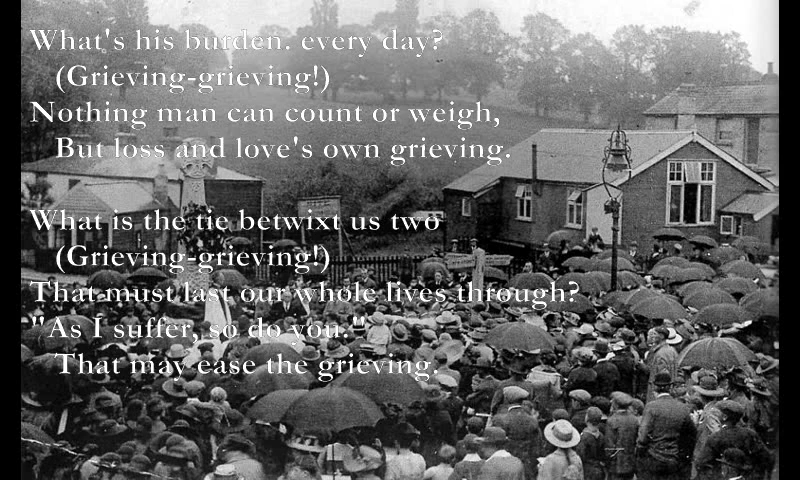 What's his burden. every day?
(Grieving-grieving!)
Nothing man can count or weigh,
But loss and love's own grieving.
What is the tie betwixt us two
(Grieving-grieving!)
That must last our whole lives through?
"As I suffer, so do you."
That may ease the grieving.